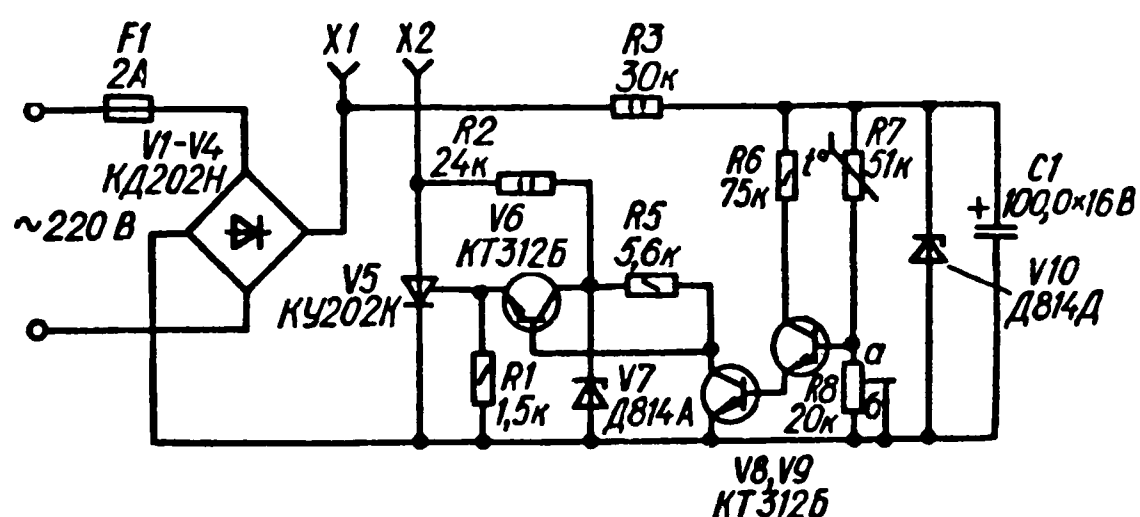 F1
2А
X1
X2
R3
30к
V1-V4
КД202Н
R2
24к
R6
75к
t°
R7
51к
C1
+ 100,0×16 В
~220 В
V6
КТ312Б
R5
5,6к
V5
КУ202К
V10
Д814Д
R1
1,5к
V7
Д814А
R8
20к
а
б
V8,V9
КТ312Б